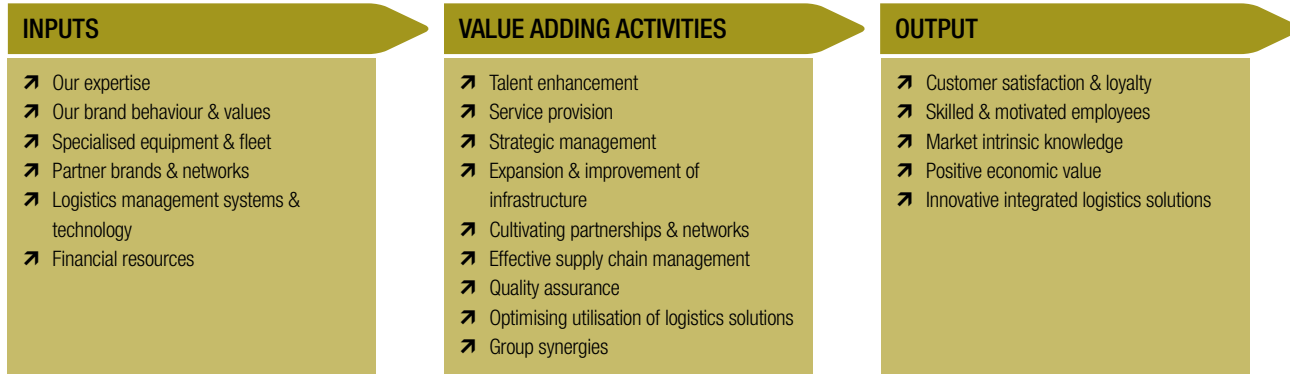 INPUTS
Our expertise
Our brand behaviour & values
Specialised equipment & fleet
Partner brands & networks
Logistics management systems &
technology
Financial resources
VALUE ADDING ACTIVITIES
Talent enhancement
Service provision
Strategic management
Expansion & improvement of
infrastructure
Cultivating partnerships & networks
Effective supply chain management
Quality assurance
Optimising utilisation of logistics solutions
Group synergies
OUTPUT
Customer satisfaction & loyalty
Skilled & motivated employees
Market intrinsic knowledge
Positive economic value
Innovative integrated logistics solutions